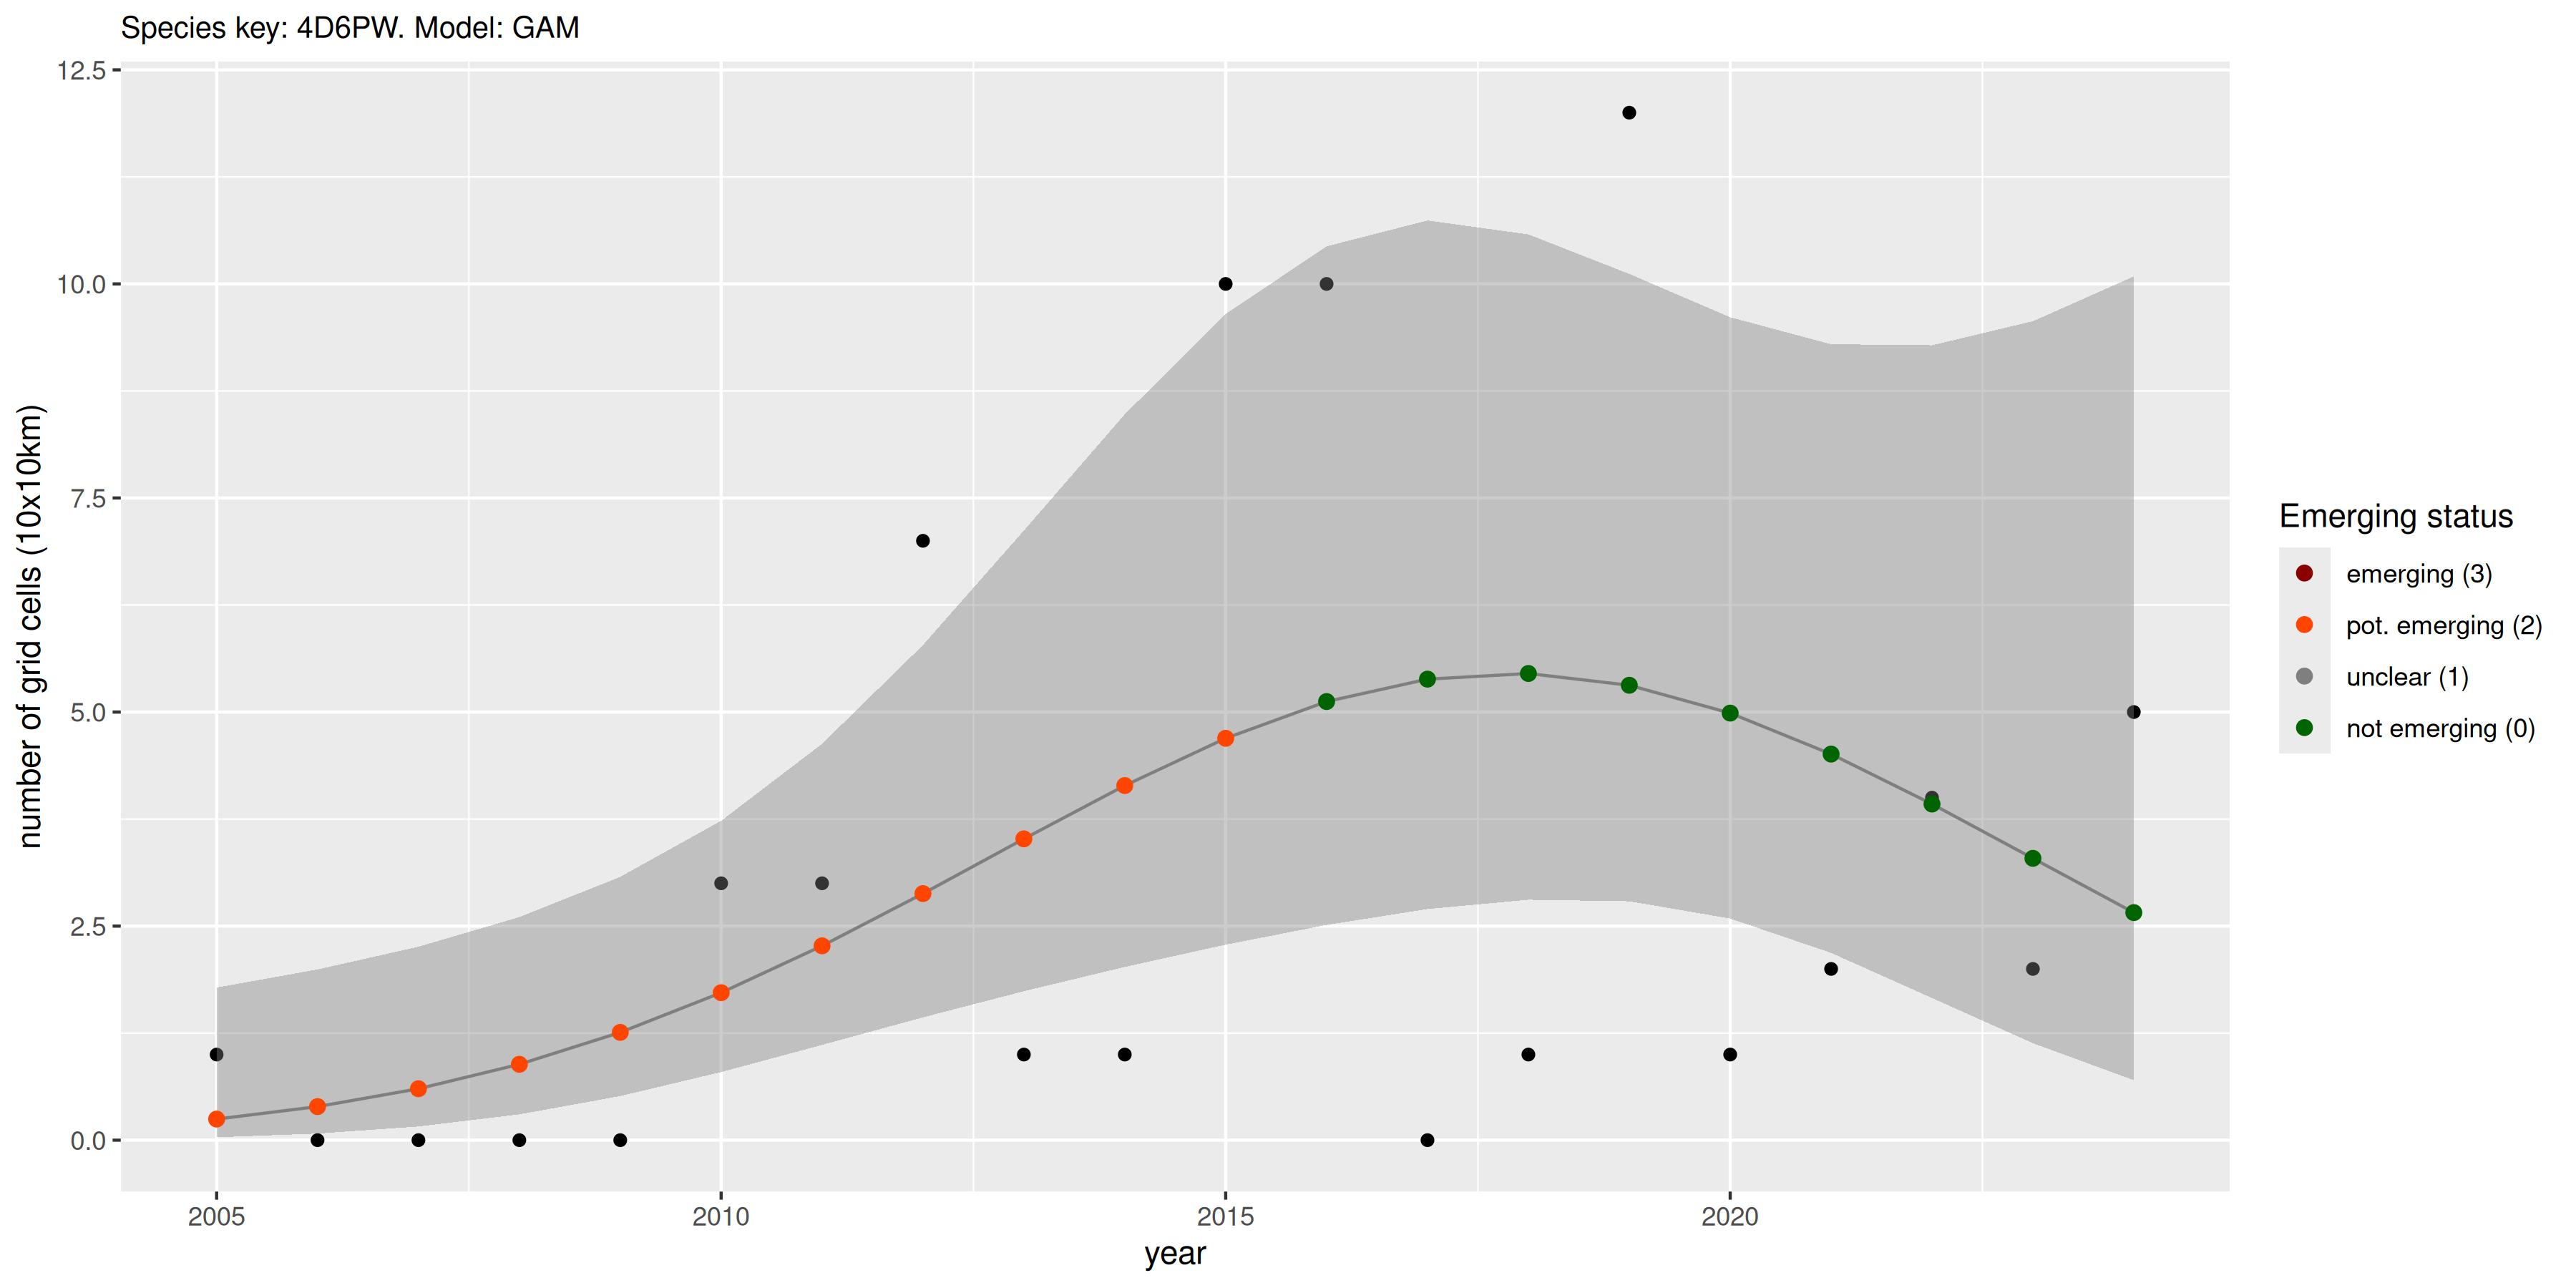 Species key: 4D6PW. Model: GAM
12.5
10.0
7.5
5.0
2.5
0.0
number of grid cells (10x10km)
2005
2010
2015
2020
year
Emerging status
emerging (3)
pot. emerging (2)
unclear (1)
not emerging (0)